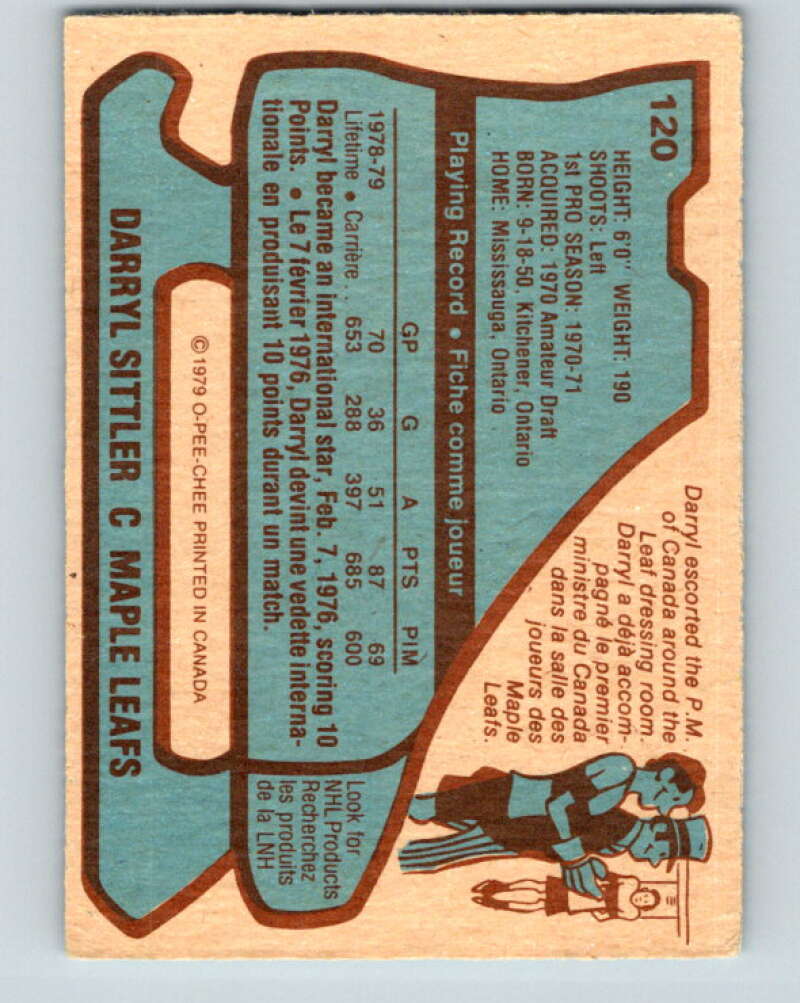 120
HEIGHT: 6'0" WEIGHT: 190
SHOOTS: Left
1st PRO SEASON: 1970-71
ACQUIRED: 1970 Amateur Draft
BORN: 9-18-50, Kitchener, Ontario
HOME: Mississauga, Ontario
Darryl escorted the P.M.
of Canada around the
Leaf dressing room.
Darryl a déjà accom-
pagné le premier
ministre du Canada
dans la salle des
joueurs des
Maple
Leafs.
Playing Record • Fiche comme joueur
GP G A PTS PIM
1978-79 70 36 51 87 69
Lifetime • Carrière.. 653 288 397 685 600
Darryl became an international star, Feb. 7, 1976, scoring 10
Points. • Le 7 février 1976, Darryl devint une vedette interna-
tionale en produisant 10 points durant un match.
Look for
NHL Products
Recherchez
les produits
de la LNH
©1979 O-PEE-CHEE PRINTED IN CANADA
DARRYL SITTLER C MAPLE LEAFS